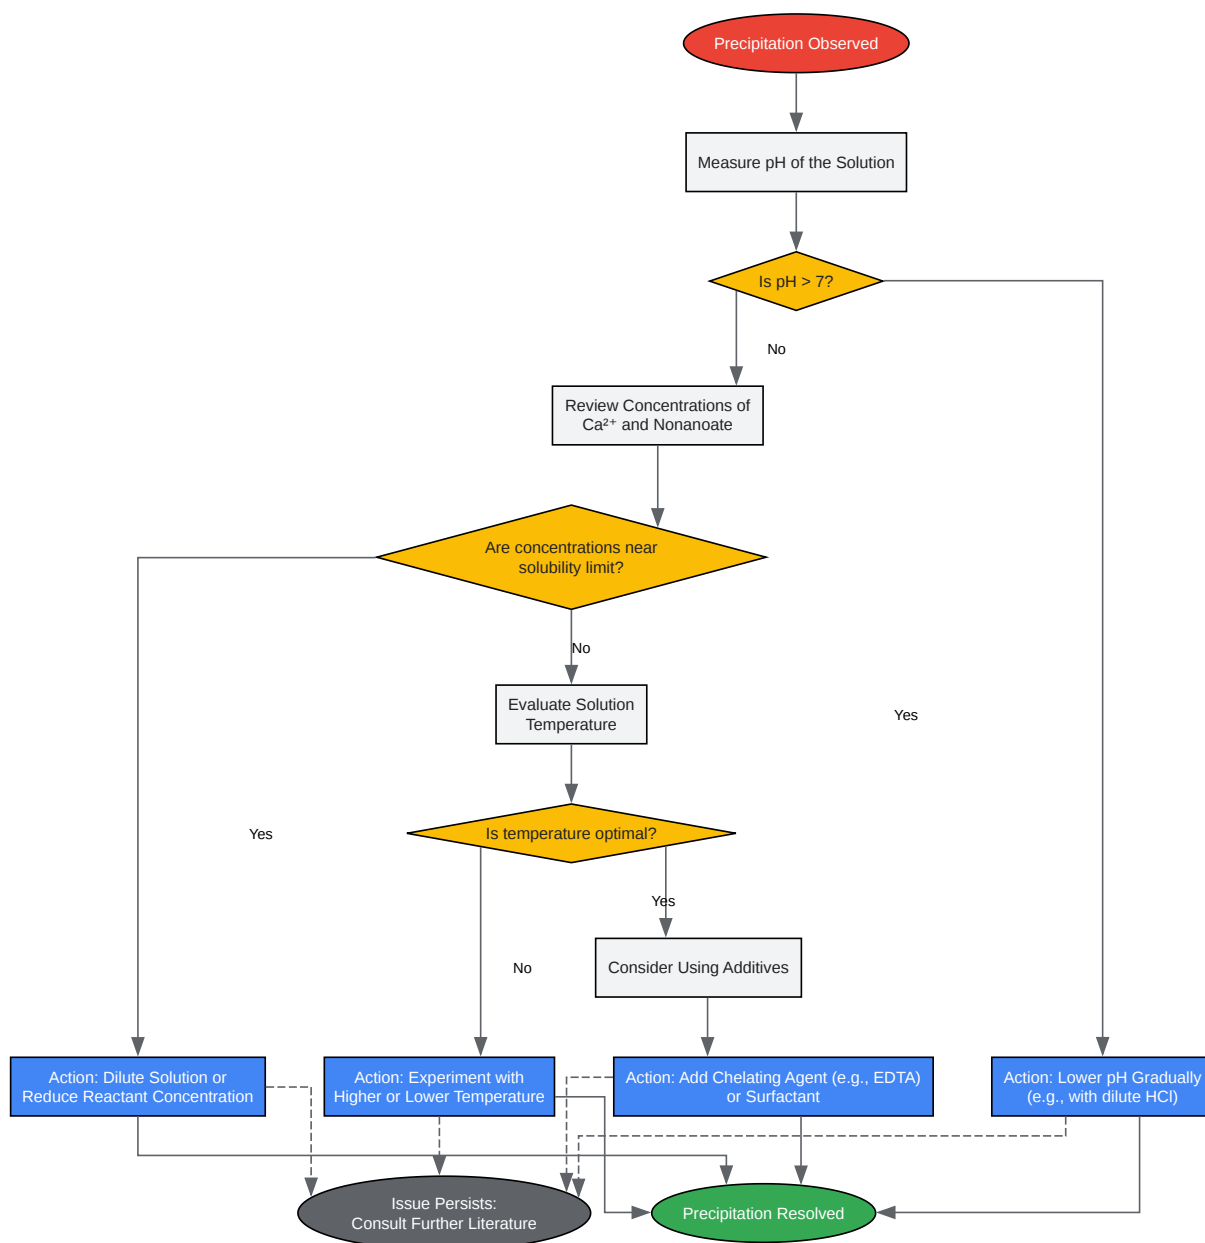 Precipitation Observed
Measure pH of the Solution
Is pH > 7?
No
Review Concentrations of
Ca²⁺ and Nonanoate
Are concentrations near
solubility limit?
No
Evaluate Solution
Temperature
Yes
Yes
Is temperature optimal?
Yes
No
Consider Using Additives
Action: Dilute Solution or
Reduce Reactant Concentration
Action: Experiment with
Higher or Lower Temperature
Action: Add Chelating Agent (e.g., EDTA)
or Surfactant
Action: Lower pH Gradually
(e.g., with dilute HCl)
Issue Persists:
Consult Further Literature
Precipitation Resolved